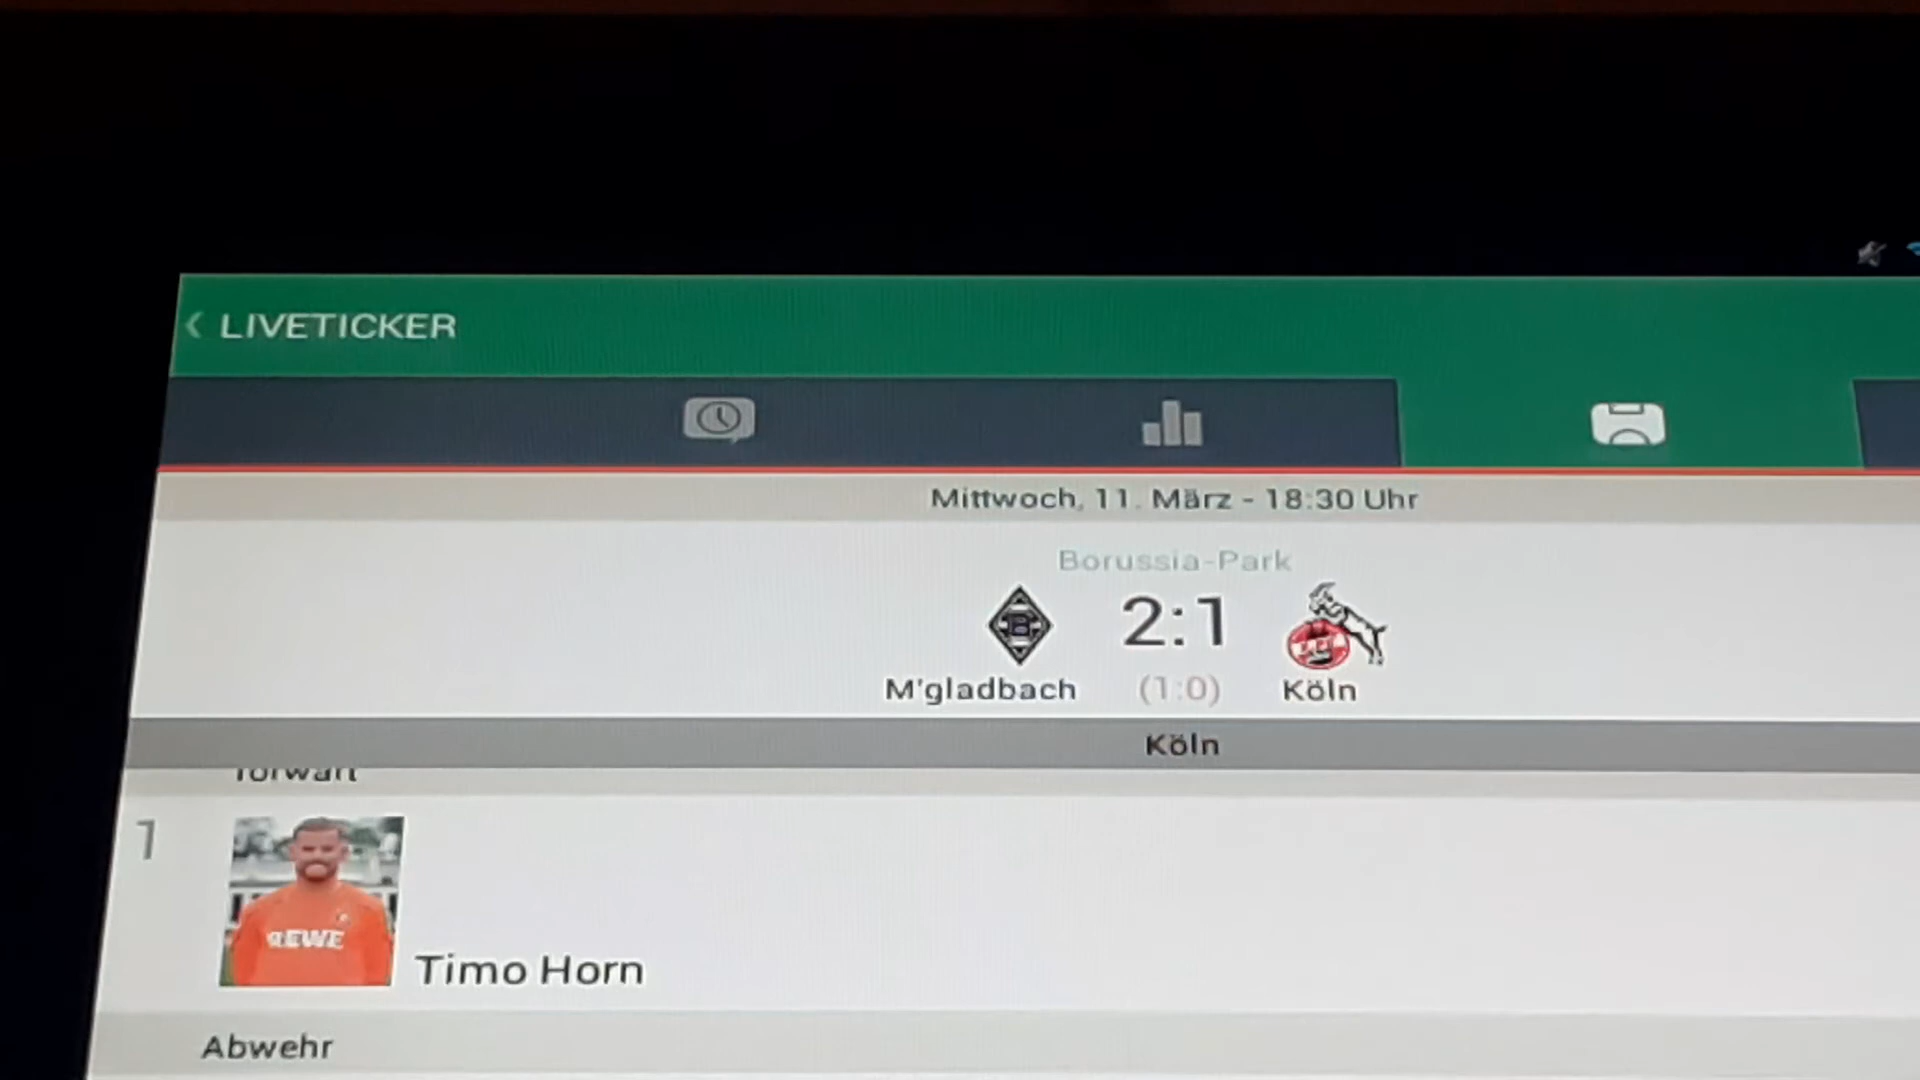 LIVETICKER
Mittwoch, 11. März - 18:30 Uhr
Borussia-Park
2:1
M'gladbach (1:0) Köln
Köln
Torwart
1
REWE
Timo Horn
Abwehr